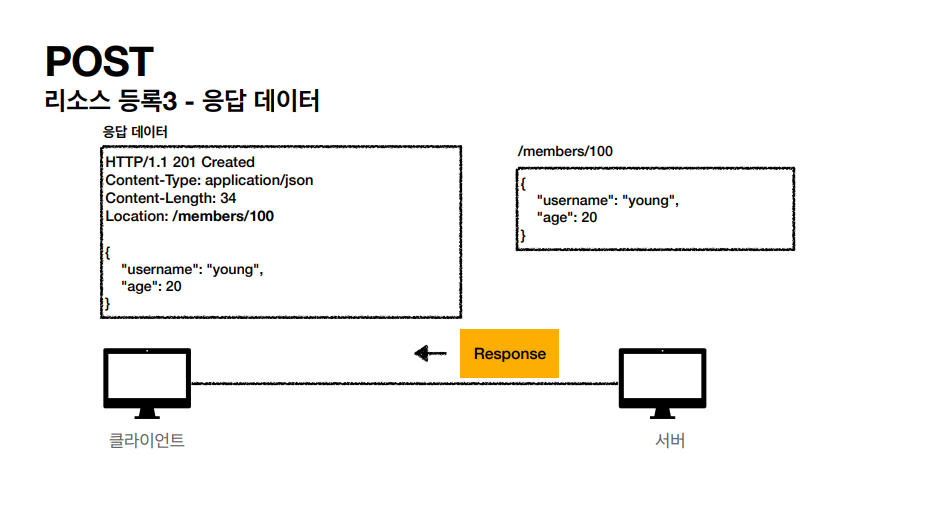 POST
리소스 등록3 - 응답 데이터
응답 데이터
HTTP/1.1 201 Created
Content-Type: application/json
Content-Length: 34
Location: /members/100
{
"username": "young",
"age": 20
}
/members/100
{
"username": "young",
"age": 20
}
Response
클라이언트
서버